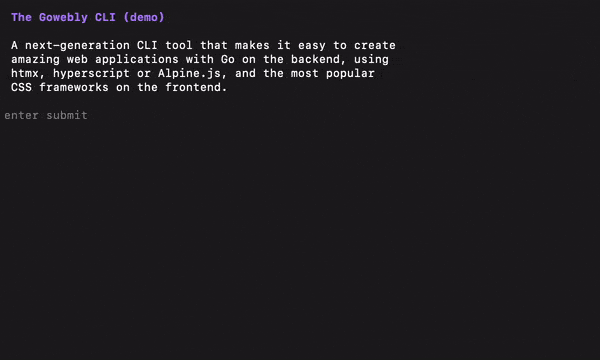 The Gowebly CLI (demo)
A next-generation CLI tool that makes it easy to create
amazing web applications with Go on the backend, using
htmx, hyperscript or Alpine.js, and the most popular
CSS frameworks on the frontend.
enter submit